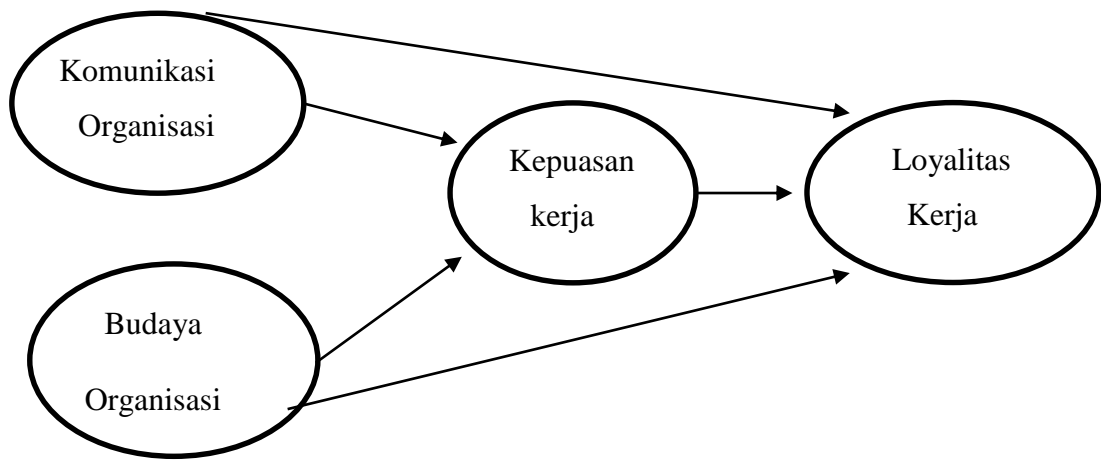 Komunikasi
Organisasi
Kepuasan
kerja
Loyalitas
Kerja
Budaya
Organisasi